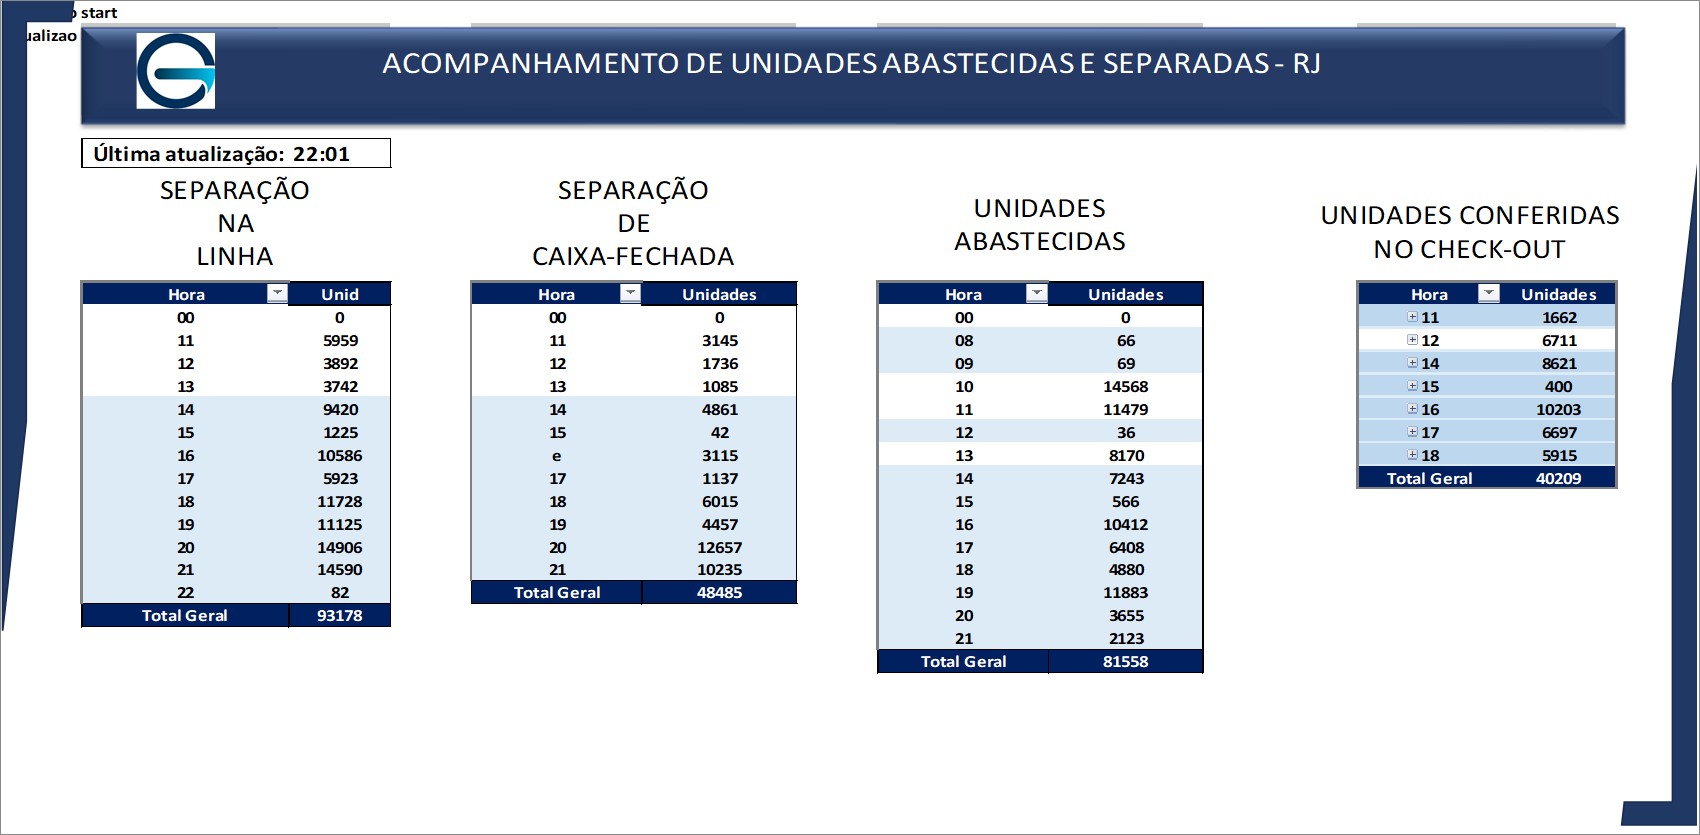 start
ualizao
ACOMPANHAMENTO DE UNIDADES ABASTECIDAS E SEPARADAS - RJ
Última atualização: 22:01
SEPARAÇÃO
NA
LINHA
Hora Unid
00 0
11 5959
12 3892
13 3742
14 9420
15 1225
16 10586
17 5923
18 11728
19 11125
20 14906
21 14590
22 82
Total Geral 93178
SEPARAÇÃO
DE
CAIXA-FECHADA
Hora Unidades
00 0
11 3145
12 1736
13 1085
14 4861
15 42
e 3115
17 1137
18 6015
19 4457
20 12657
21 10235
Total Geral 48485
UNIDADES
ABASTECIDAS
Hora Unidades
00 0
08 66
09 69
10 14568
11 11479
12 36
13 8170
14 7243
15 566
16 10412
17 6408
18 4880
19 11883
20 3655
21 2123
Total Geral 81558
UNIDADES CONFERIDAS
NO CHECK-OUT
Hora Unidades
11 1662
12 6711
14 8621
15 400
16 10203
17 6697
18 5915
Total Geral 40209